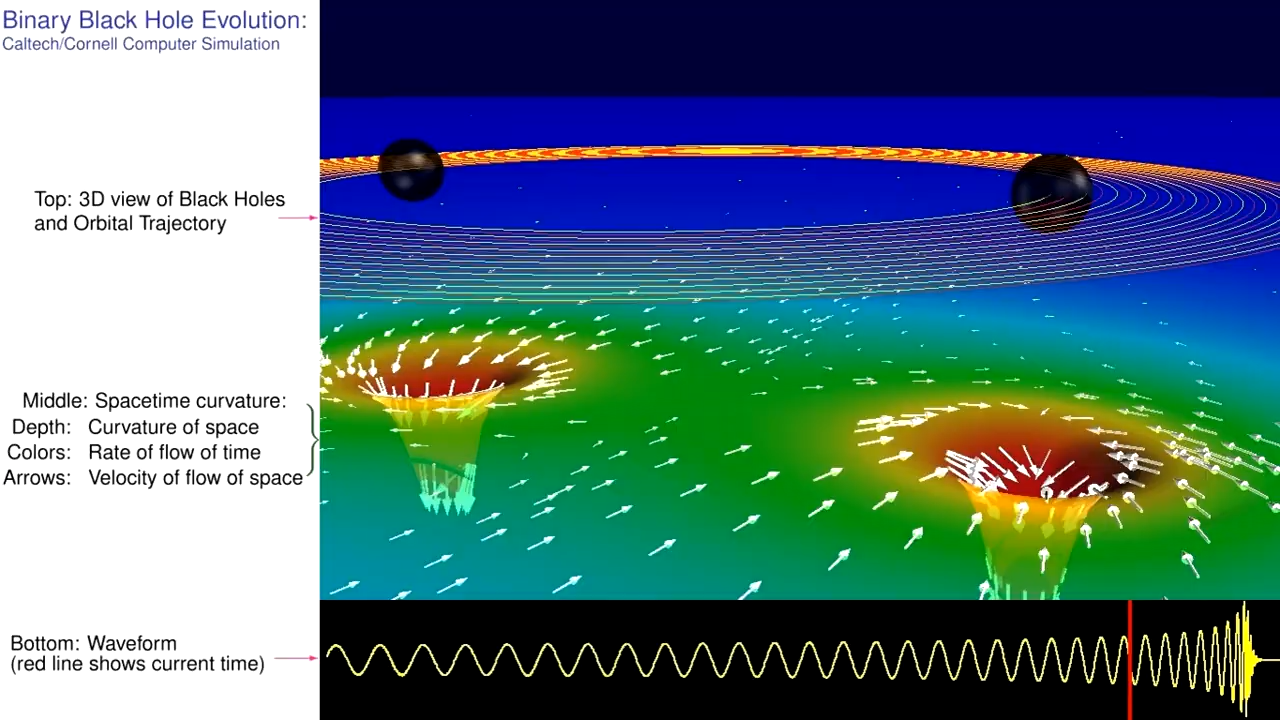 Binary Black Hole Evolution:
Caltech/Cornell Computer Simulation
Top: 3D view of Black Holes
and Orbital Trajectory
Middle: Spacetime curvature:
Depth: Curvature of space
Colors: Rate of flow of time
Arrows: Velocity of flow of space
Bottom: Waveform
(red line shows current time)